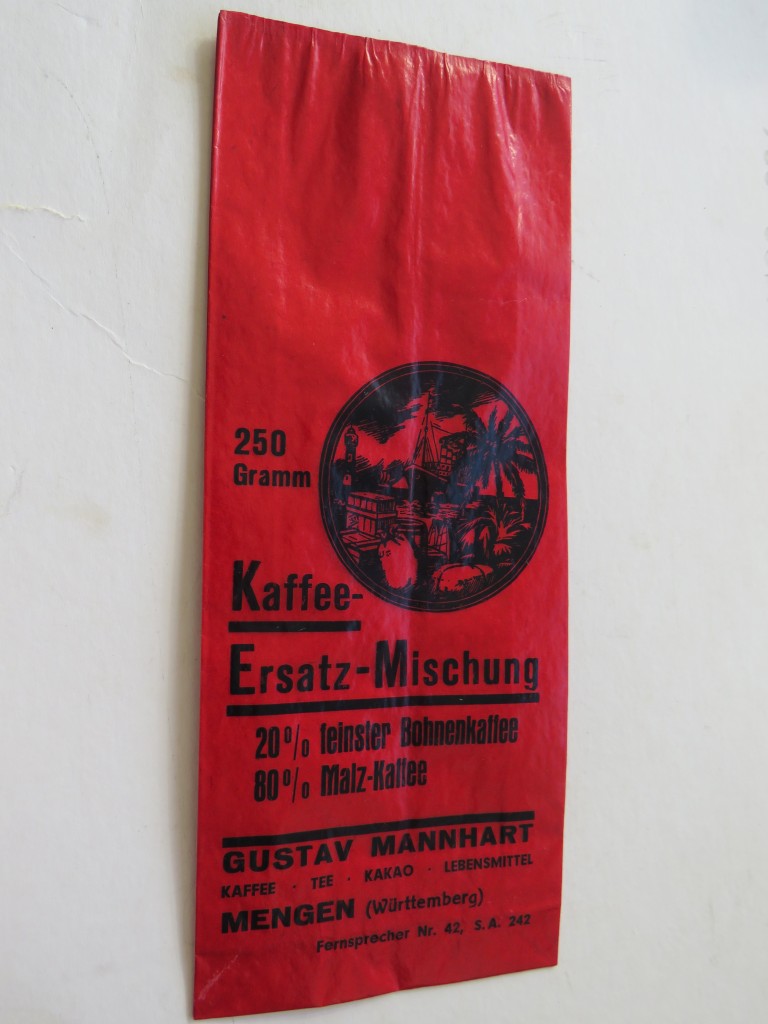 250
Gramm
Kaffee-
Ersatz-Mischung
20% feinster Bohnenkaffee
80% Malz-Kaffee
GUSTAV MANNHART
KAFFEE · TEE · KAKAO · LEBENSMITTEL
MENGEN (Württemberg)
Fernsprecher Nr. 42, S.A. 242